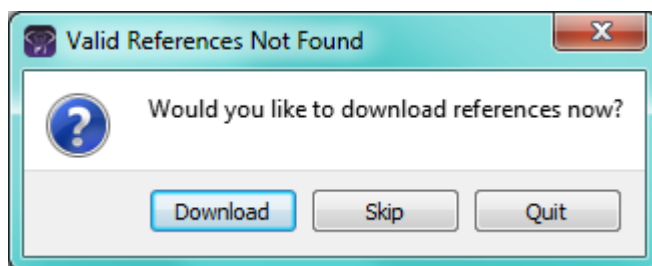 Valid References Not Found
Would you like to download references now?
Download Skip Quit